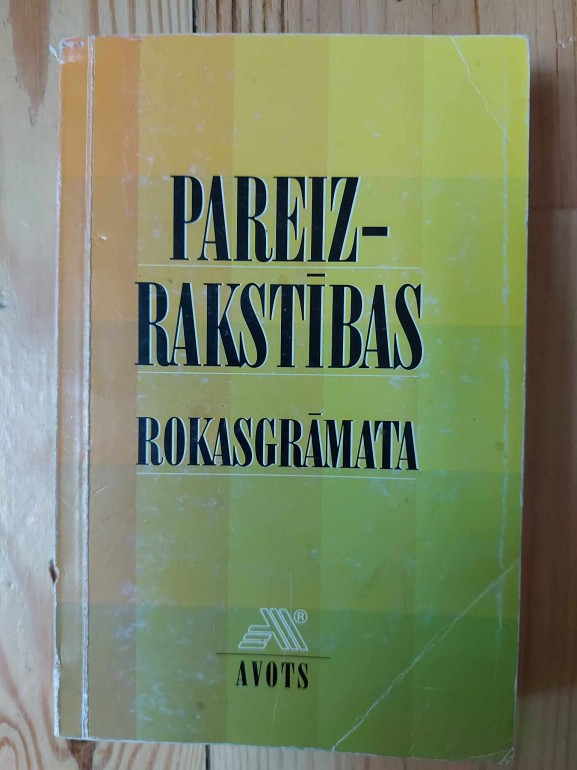 PAREIZ-
RAKSTĪBAS
ROKASGRĀMATA
®
AVOTS